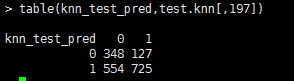 > table(knn_test_pred,test.knn[,197])
knn_test_pred 0 1
0 348 127
1 554 725